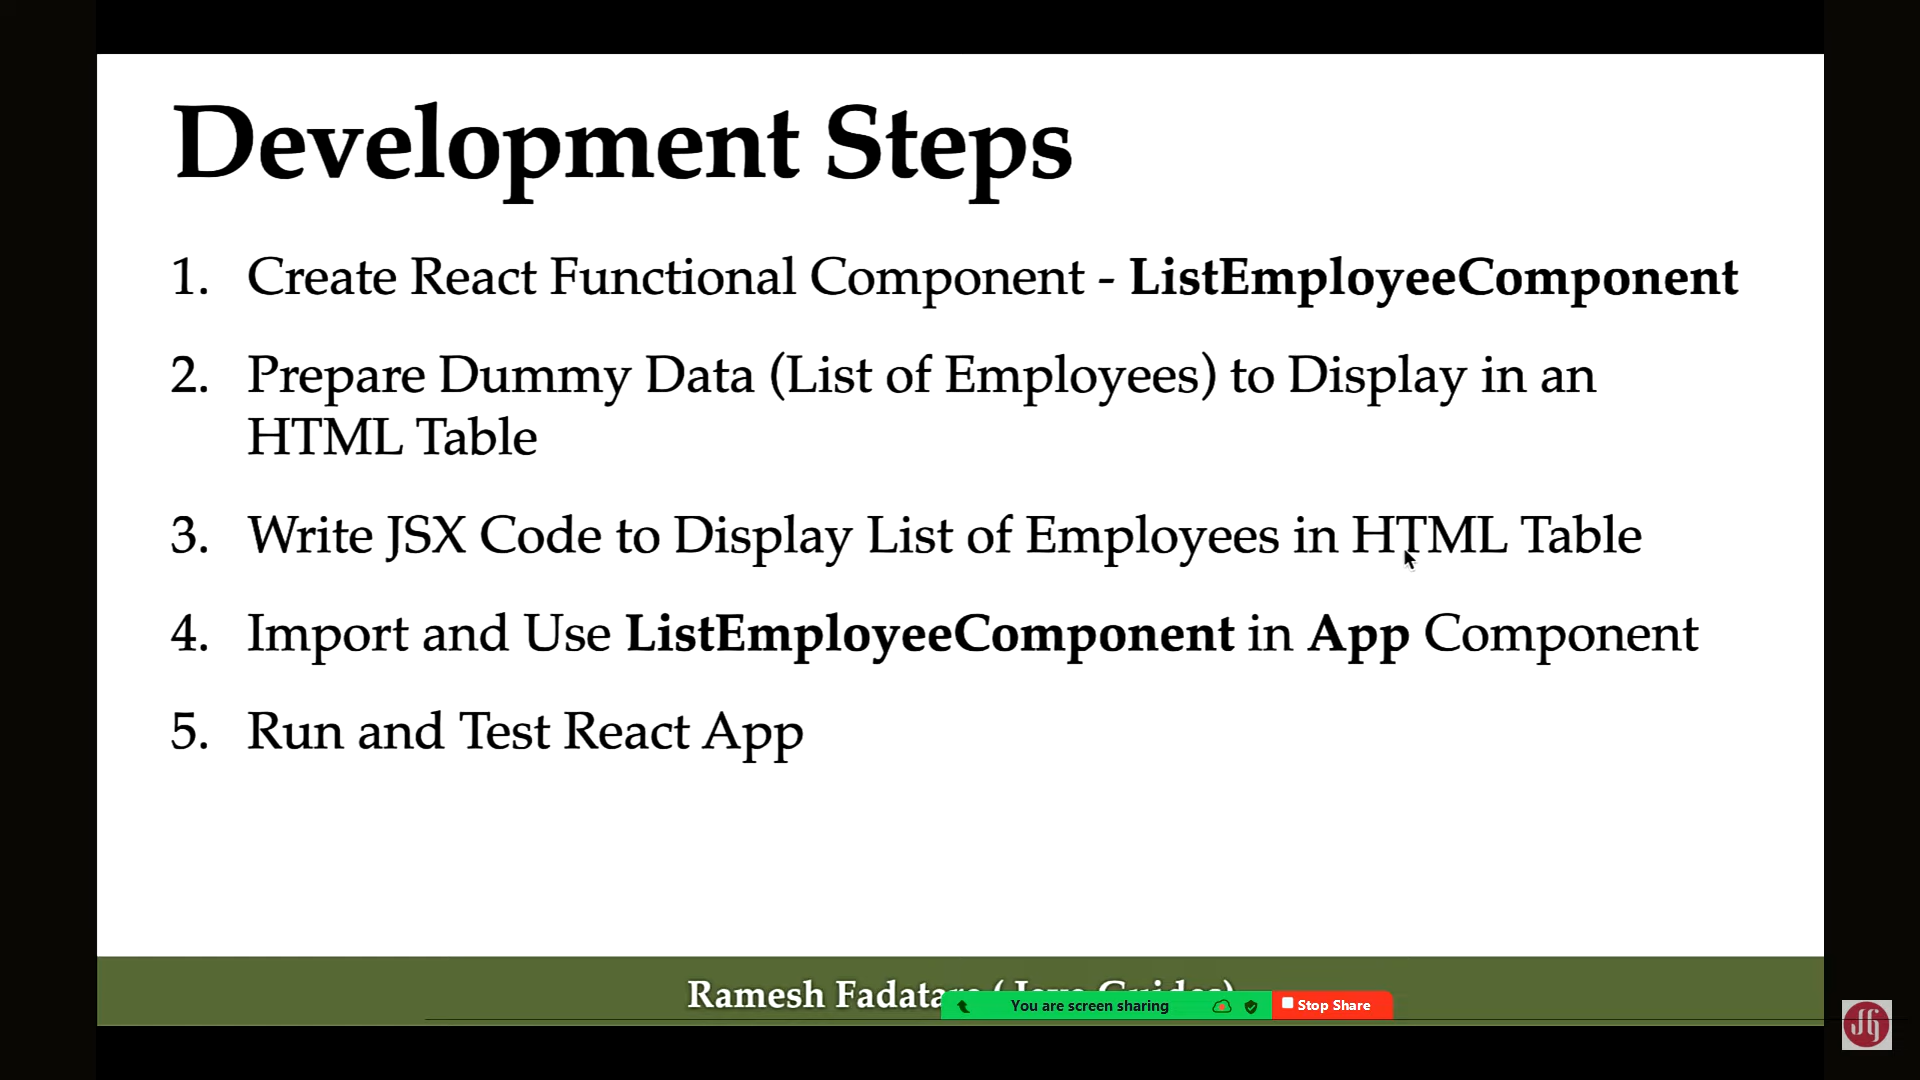 Development Steps
1. Create React Functional Component - ListEmployeeComponent
2. Prepare Dummy Data (List of Employees) to Display in an
HTML Table
3. Write JSX Code to Display List of Employees in HTML Table
4. Import and Use ListEmployeeComponent in App Component
5. Run and Test React App
Ramesh
You are screen sharing
Stop Share
JG